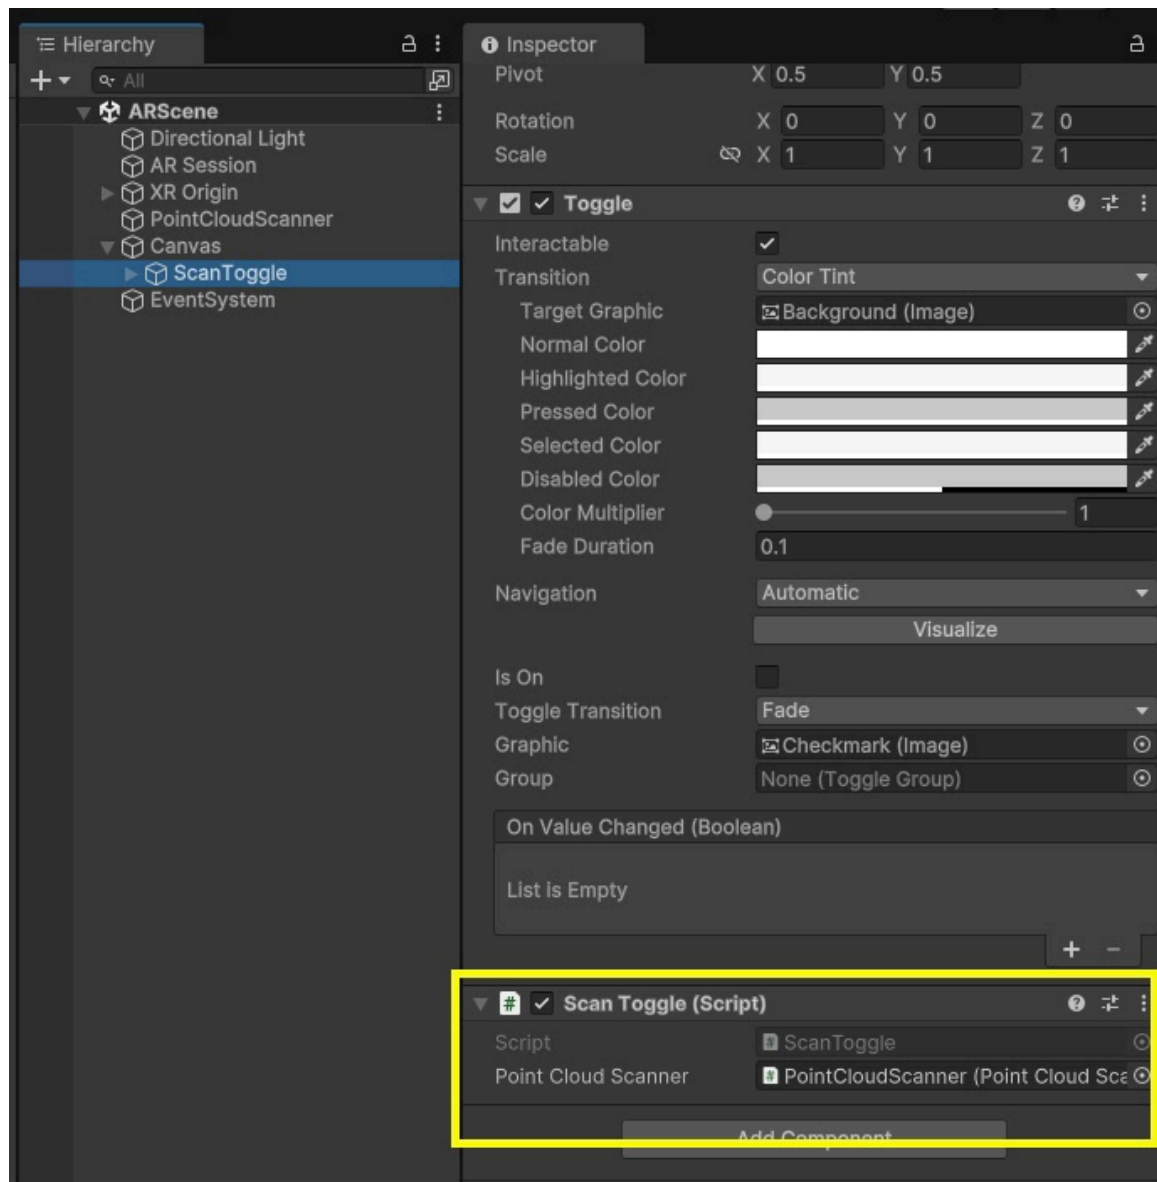 Hierarchy
All
ARScene
Directional Light
AR Session
XR Origin
PointCloudScanner
Canvas
ScanToggle
EventSystem
Inspector
Pivot X 0.5 Y 0.5
Rotation X 0 Y 0 Z 0
Scale X 1 Y 1 Z 1
Toggle
Interactable
Transition Color Tint
Target Graphic Background (Image)
Normal Color
Highlighted Color
Pressed Color
Selected Color
Disabled Color
Color Multiplier 1
Fade Duration 0.1
Navigation Automatic
Visualize
Is On
Toggle Transition Fade
Graphic Checkmark (Image)
Group None (Toggle Group)
On Value Changed (Boolean)
List is Empty
Scan Toggle (Script)
Script ScanToggle
Point Cloud Scanner PointCloudScanner (Point Cloud Sca
Add Component